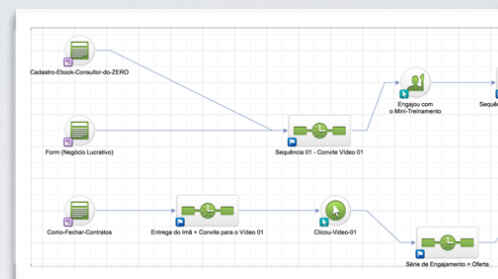 Cadastro-Ebook-Consultor-do-ZERO
Engajou com
o Mini-Treinamento
Form (Negócio Lucrativo)
Sequência 01 - Convite Vídeo 01
Como-Fechar-Contratos
Entrega do Imã + Convite para o Vídeo 01
Clicou-Video-01
Série de Engajamento + Oferta